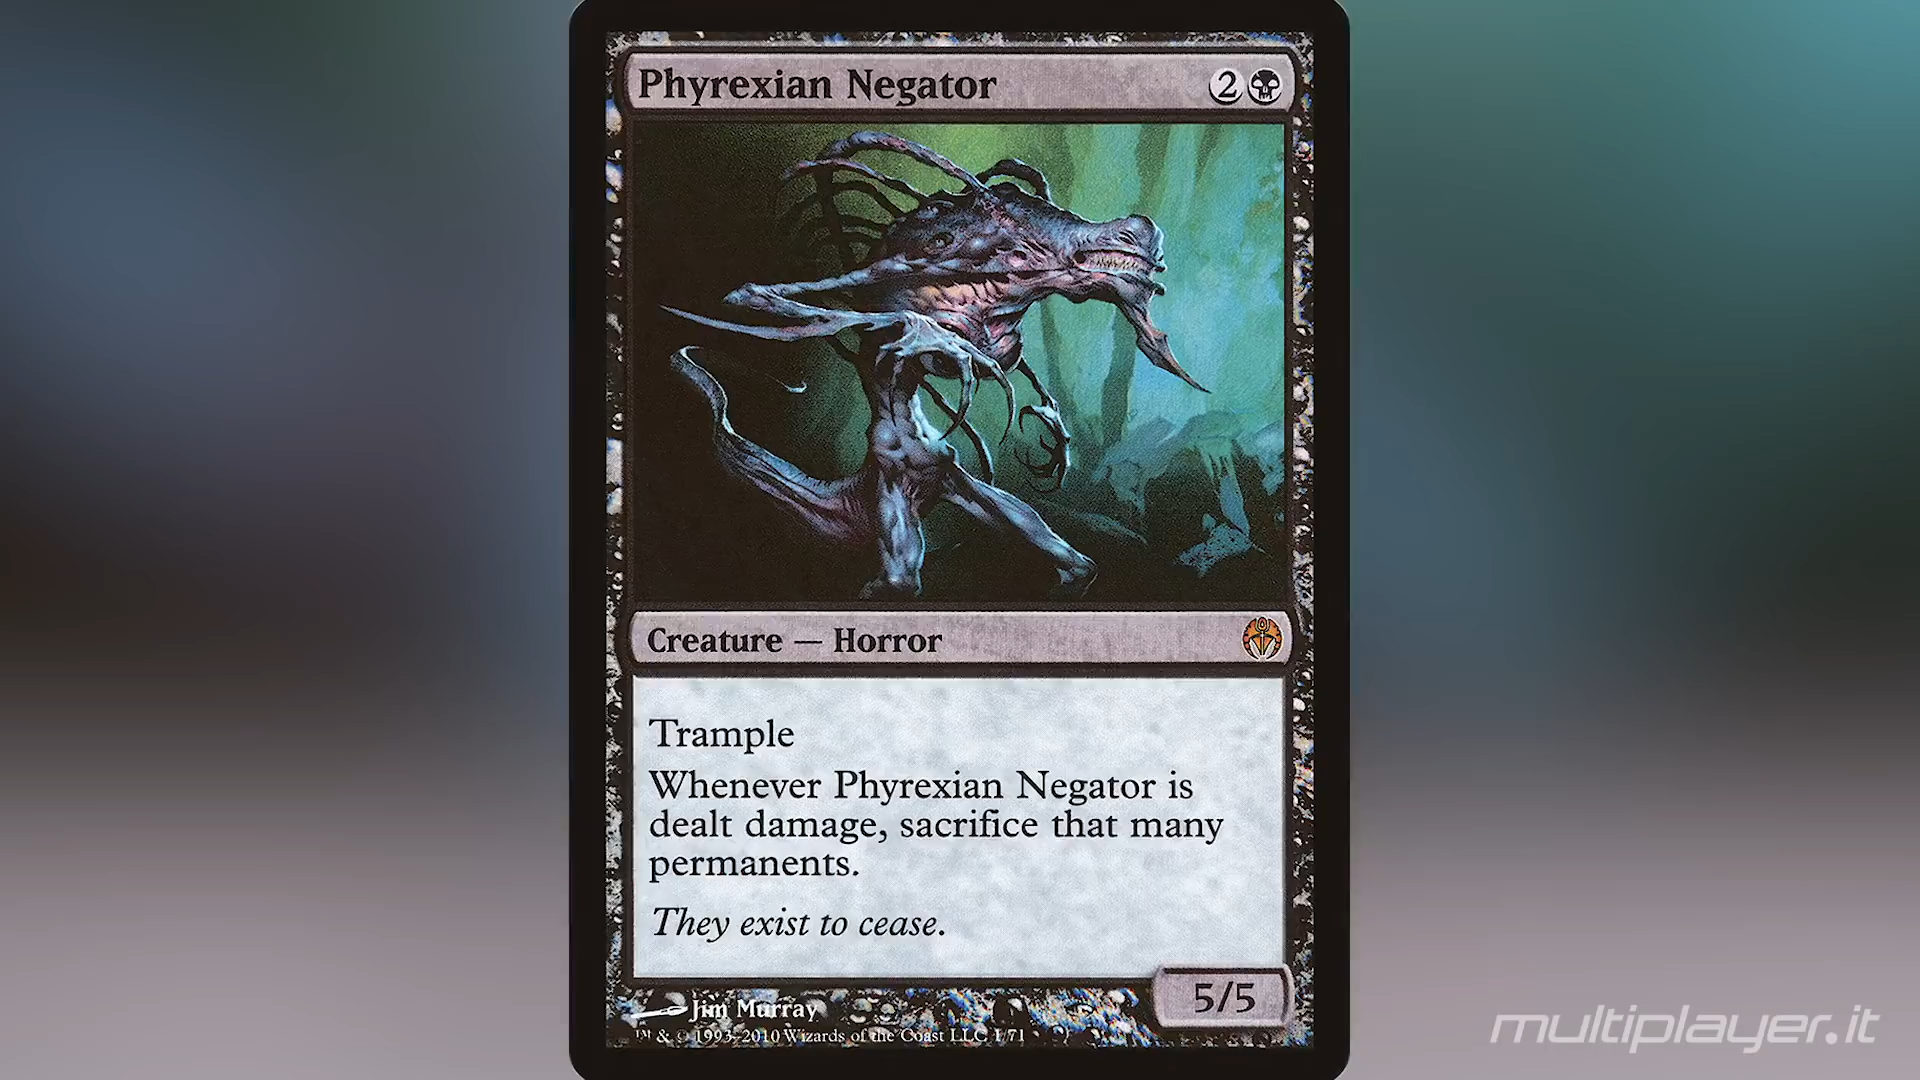 Phyrexian Negator
2
Creature — Horror
Trample
Whenever Phyrexian Negator is
dealt damage, sacrifice that many
permanents.
They exist to cease.
5/5
Jim Murray
™ & © 1993-2010 Wizards of the Coast LLC 1/71
multiplayer.it